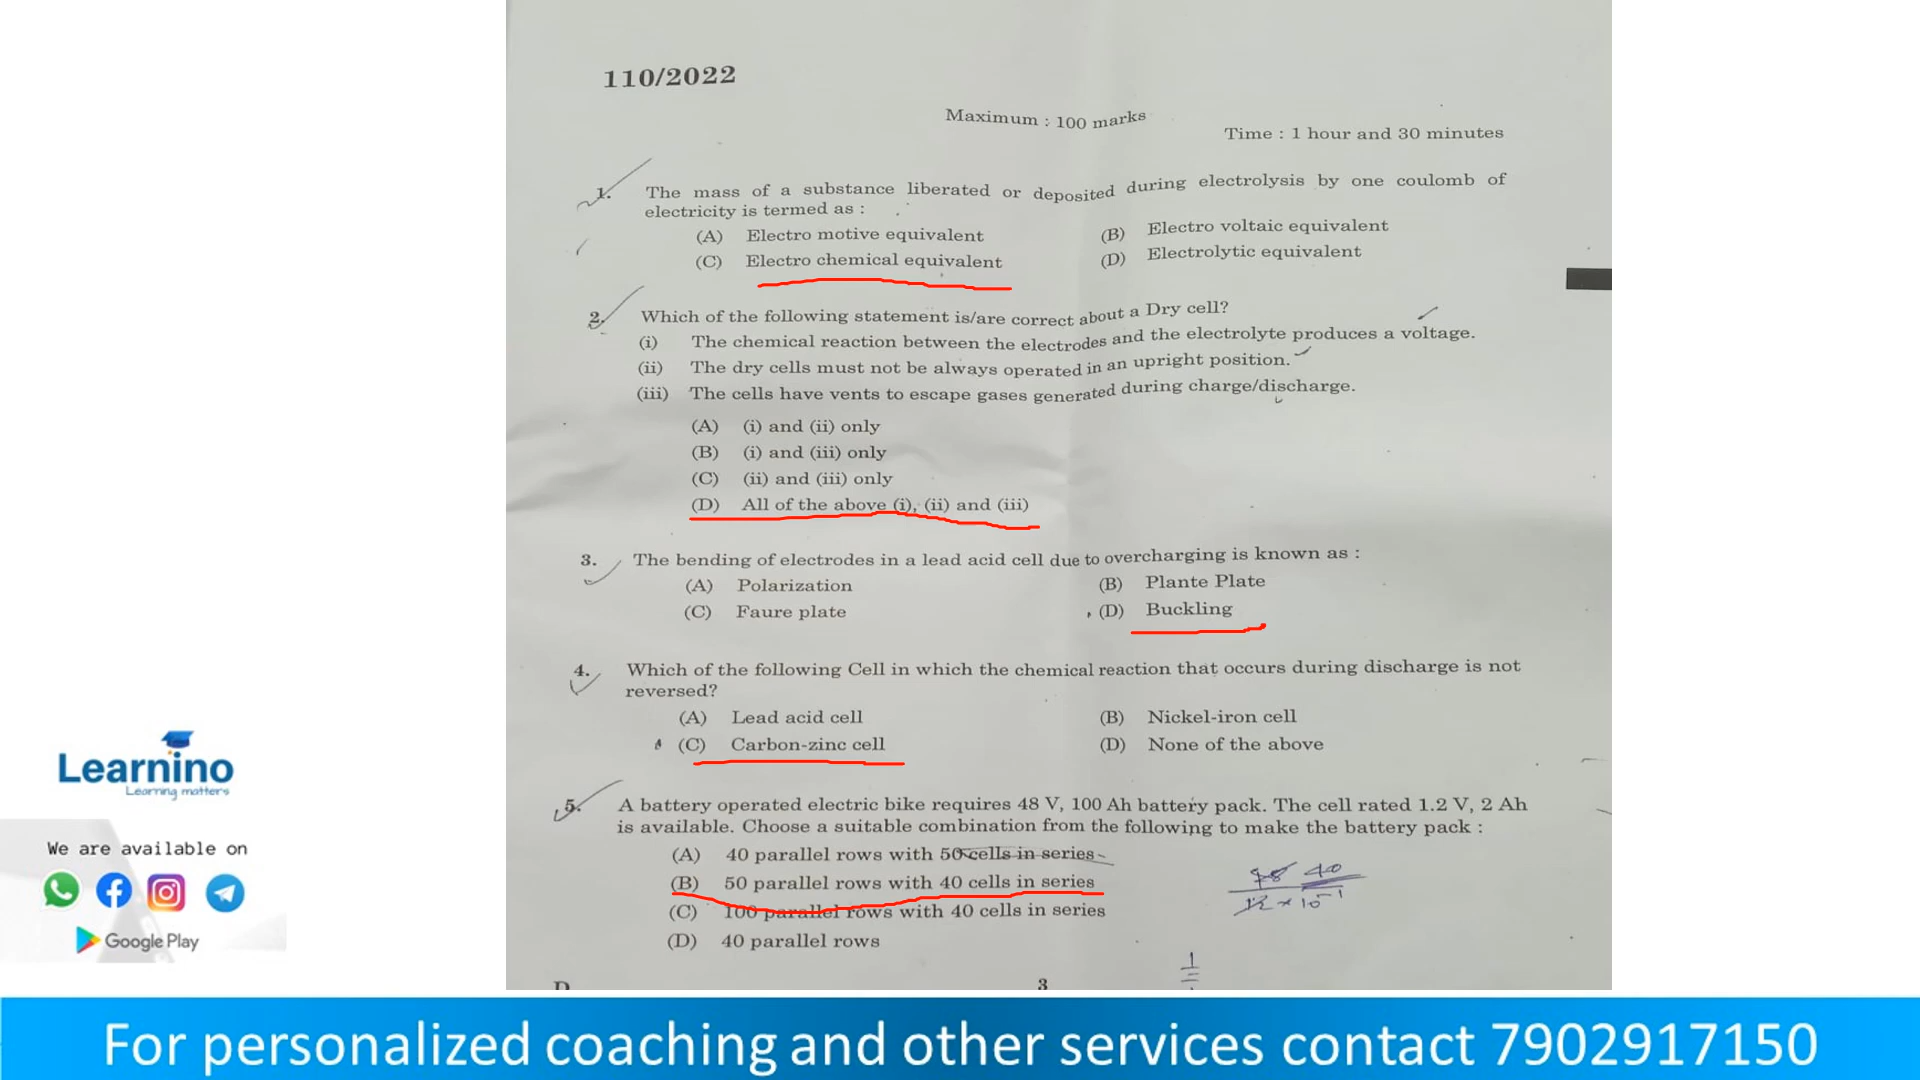 110/2022
Maximum : 100 marks
Time : 1 hour and 30 minutes
1. The mass of a substance liberated or deposited during electrolysis by one coulomb of
electricity is termed as :
(A) Electro motive equivalent (B) Electro voltaic equivalent
(C) Electro chemical equivalent (D) Electrolytic equivalent
2. Which of the following statement is/are correct about a Dry cell?
(i) The chemical reaction between the electrodes and the electrolyte produces a voltage.
(ii) The dry cells must not be always operated in an upright position.
(iii) The cells have vents to escape gases generated during charge/discharge.
(A) (i) and (ii) only
(B) (i) and (iii) only
(C) (ii) and (iii) only
(D) All of the above (i), (ii) and (iii)
3. The bending of electrodes in a lead acid cell due to overcharging is known as :
(A) Polarization (B) Plante Plate
(C) Faure plate (D) Buckling
4. Which of the following Cell in which the chemical reaction that occurs during discharge is not
reversed?
(A) Lead acid cell (B) Nickel-iron cell
(C) Carbon-zinc cell (D) None of the above
5. A battery operated electric bike requires 48 V, 100 Ah battery pack. The cell rated 1.2 V, 2 Ah
is available. Choose a suitable combination from the following to make the battery pack :
(A) 40 parallel rows with 50 cells in series
(B) 50 parallel rows with 40 cells in series
(C) 100 parallel rows with 40 cells in series
(D) 40 parallel rows
48 40
12 × 10⁻¹
3
Learnino
Learning matters
We are available on
Google Play
For personalized coaching and other services contact 7902917150